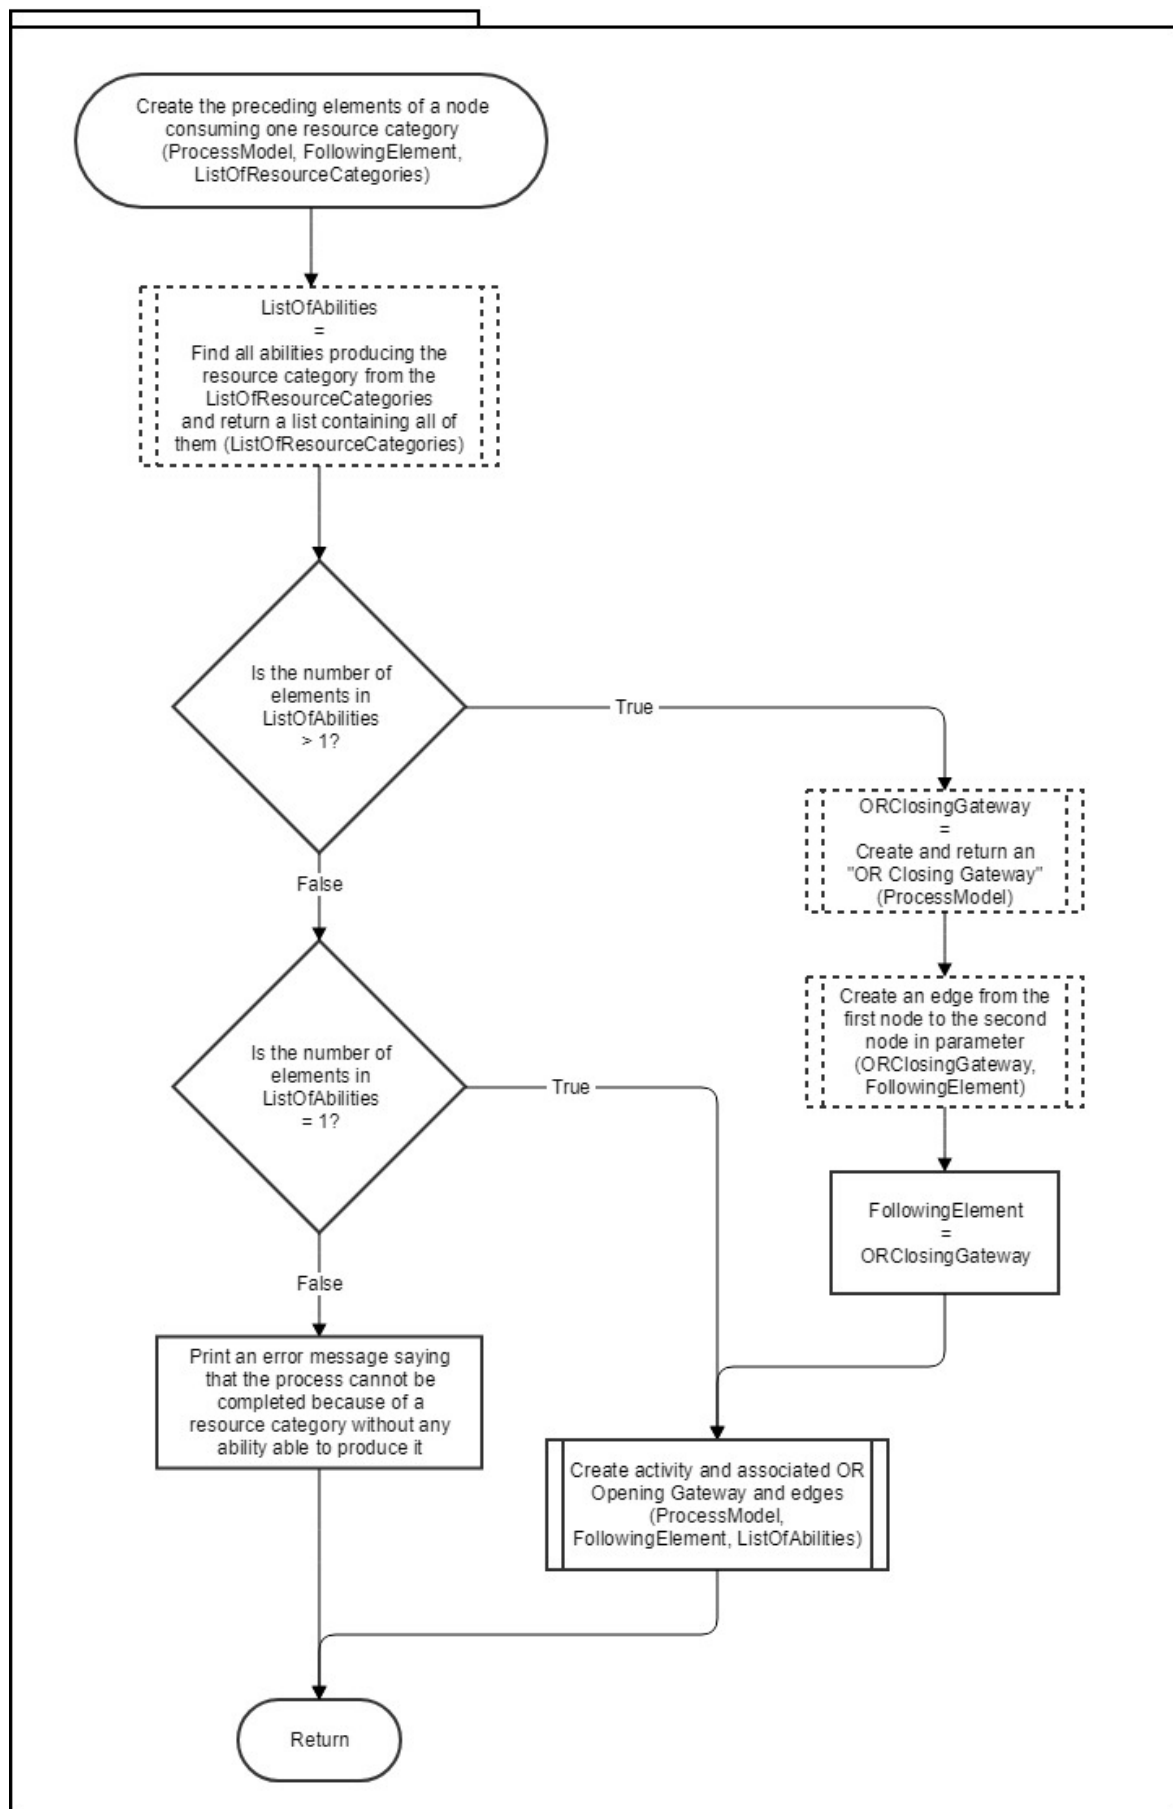 Create the preceding elements of a node
consuming one resource category
(ProcessModel, FollowingElement,
ListOfResourceCategories)
ListOfAbilities
=
Find all abilities producing the
resource category from the
ListOfResourceCategories
and return a list containing all of
them (ListOfResourceCategories)
Is the number of
elements in
ListOfAbilities
> 1?
True
ORClosingGateway
=
Create and return an
"OR Closing Gateway"
(ProcessModel)
False
Create an edge from the
first node to the second
node in parameter
(ORClosingGateway,
FollowingElement)
Is the number of
elements in
ListOfAbilities
= 1?
True
FollowingElement
=
ORClosingGateway
False
Print an error message saying
that the process cannot be
completed because of a
resource category without any
ability able to produce it
Create activity and associated OR
Opening Gateway and edges
(ProcessModel,
FollowingElement, ListOfAbilities)
Return